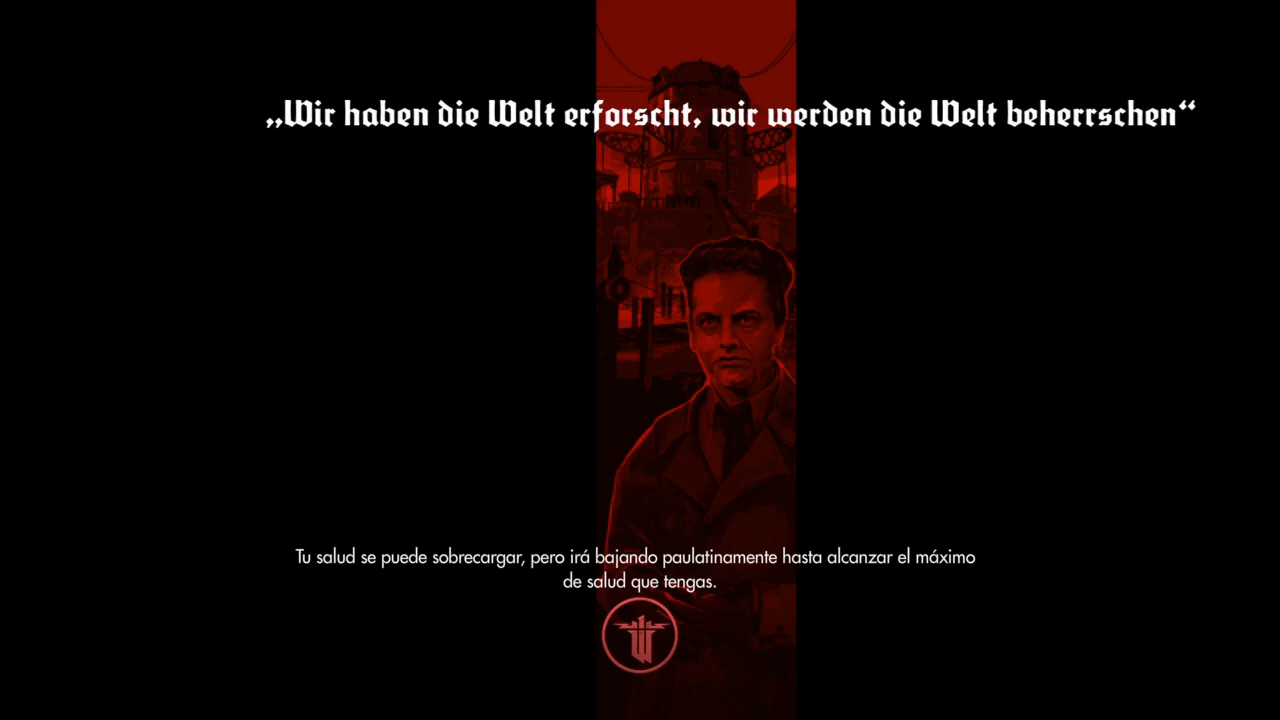 „Wir haben die Welt erforscht, wir werden die Welt beherrschen“
Tu salud se puede sobrecargar, pero irá bajando paulatinamente hasta alcanzar el máximo
de salud que tengas.